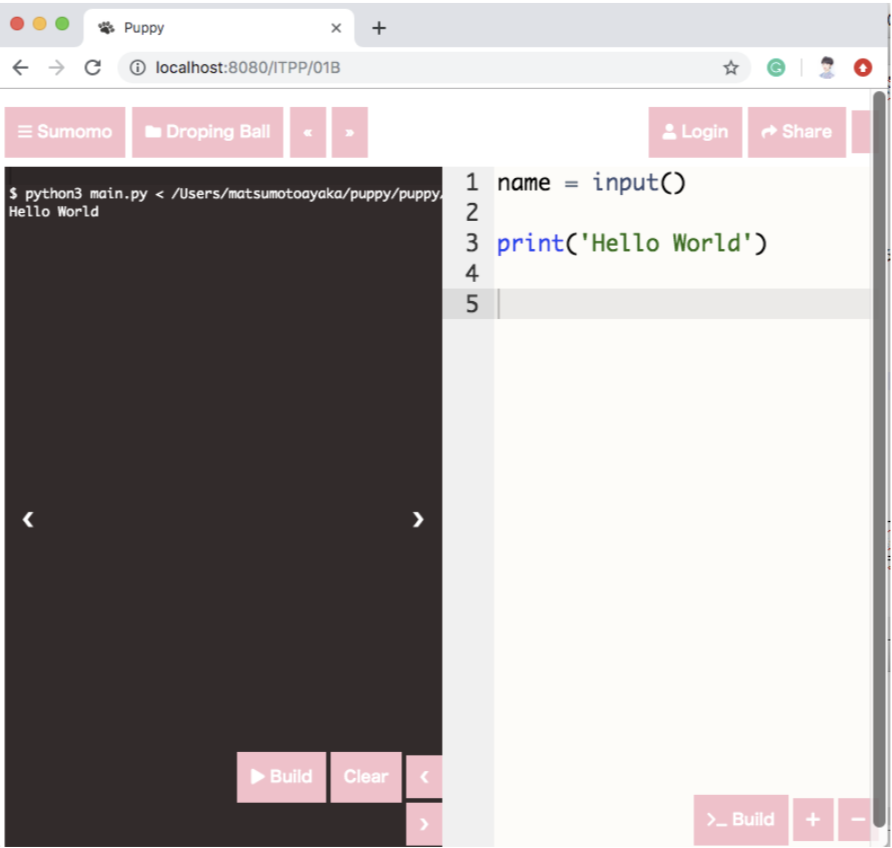 Puppy
localhost:8080/ITPP/01B
Sumomo
Droping Ball
«
»
Login
Share
$ python3 main.py < /Users/matsumotoayaka/puppy/puppy.
Hello World
1 name = input()
2
3 print('Hello World')
4
5
Build
Clear
>_ Build
+
−